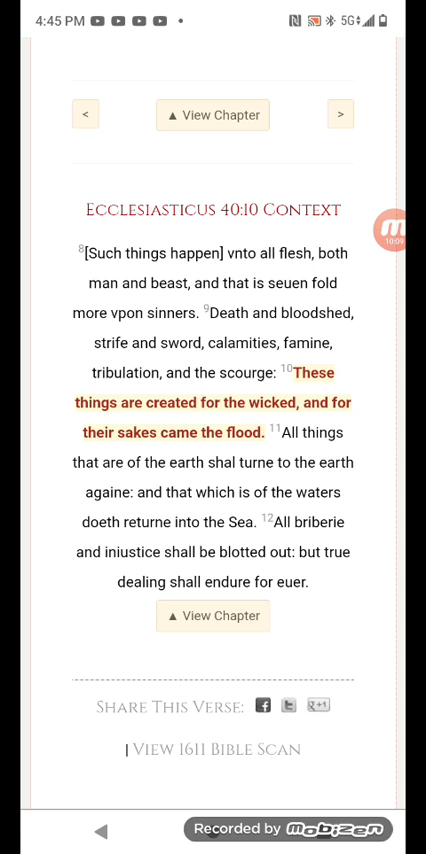 4:45 PM
5G
<
▲ View Chapter
>
Ecclesiasticus 40:10 Context
10:09
8[Such things happen] vnto all flesh, both
man and beast, and that is seuen fold
more vpon sinners. 9Death and bloodshed,
strife and sword, calamities, famine,
tribulation, and the scourge: 10These
things are created for the wicked, and for
their sakes came the flood. 11All things
that are of the earth shal turne to the earth
againe: and that which is of the waters
doeth returne into the Sea. 12All briberie
and iniustice shall be blotted out: but true
dealing shall endure for euer.
▲ View Chapter
Share This Verse: f t g+1
| View 1611 Bible Scan
Recorded by mobizen